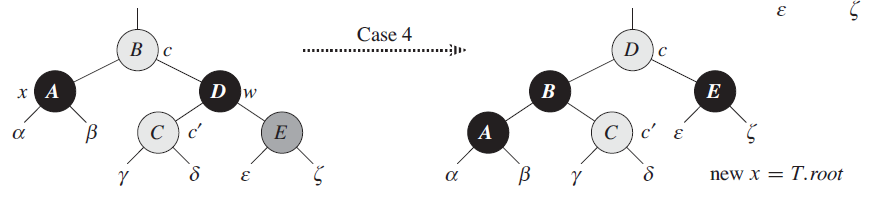 ε ζ
Case 4
B c D c
x A D w B E
α β C c′ E A C c′ ε ζ
γ δ ε ζ α β γ δ new x = T.root